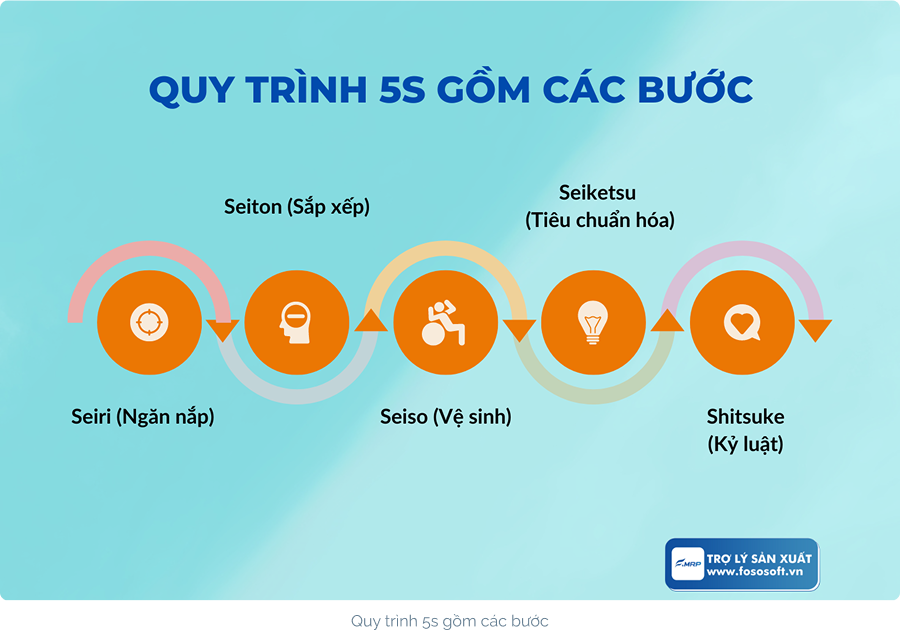 QUY TRÌNH 5S GỒM CÁC BƯỚC
Seiton (Sắp xếp)
Seiketsu
(Tiêu chuẩn hóa)
Seiri (Ngăn nắp)
Seiso (Vệ sinh)
Shitsuke
(Kỷ luật)
MRP
TRỢ LÝ SẢN XUẤT
www.fososoft.vn
Quy trình 5s gồm các bước